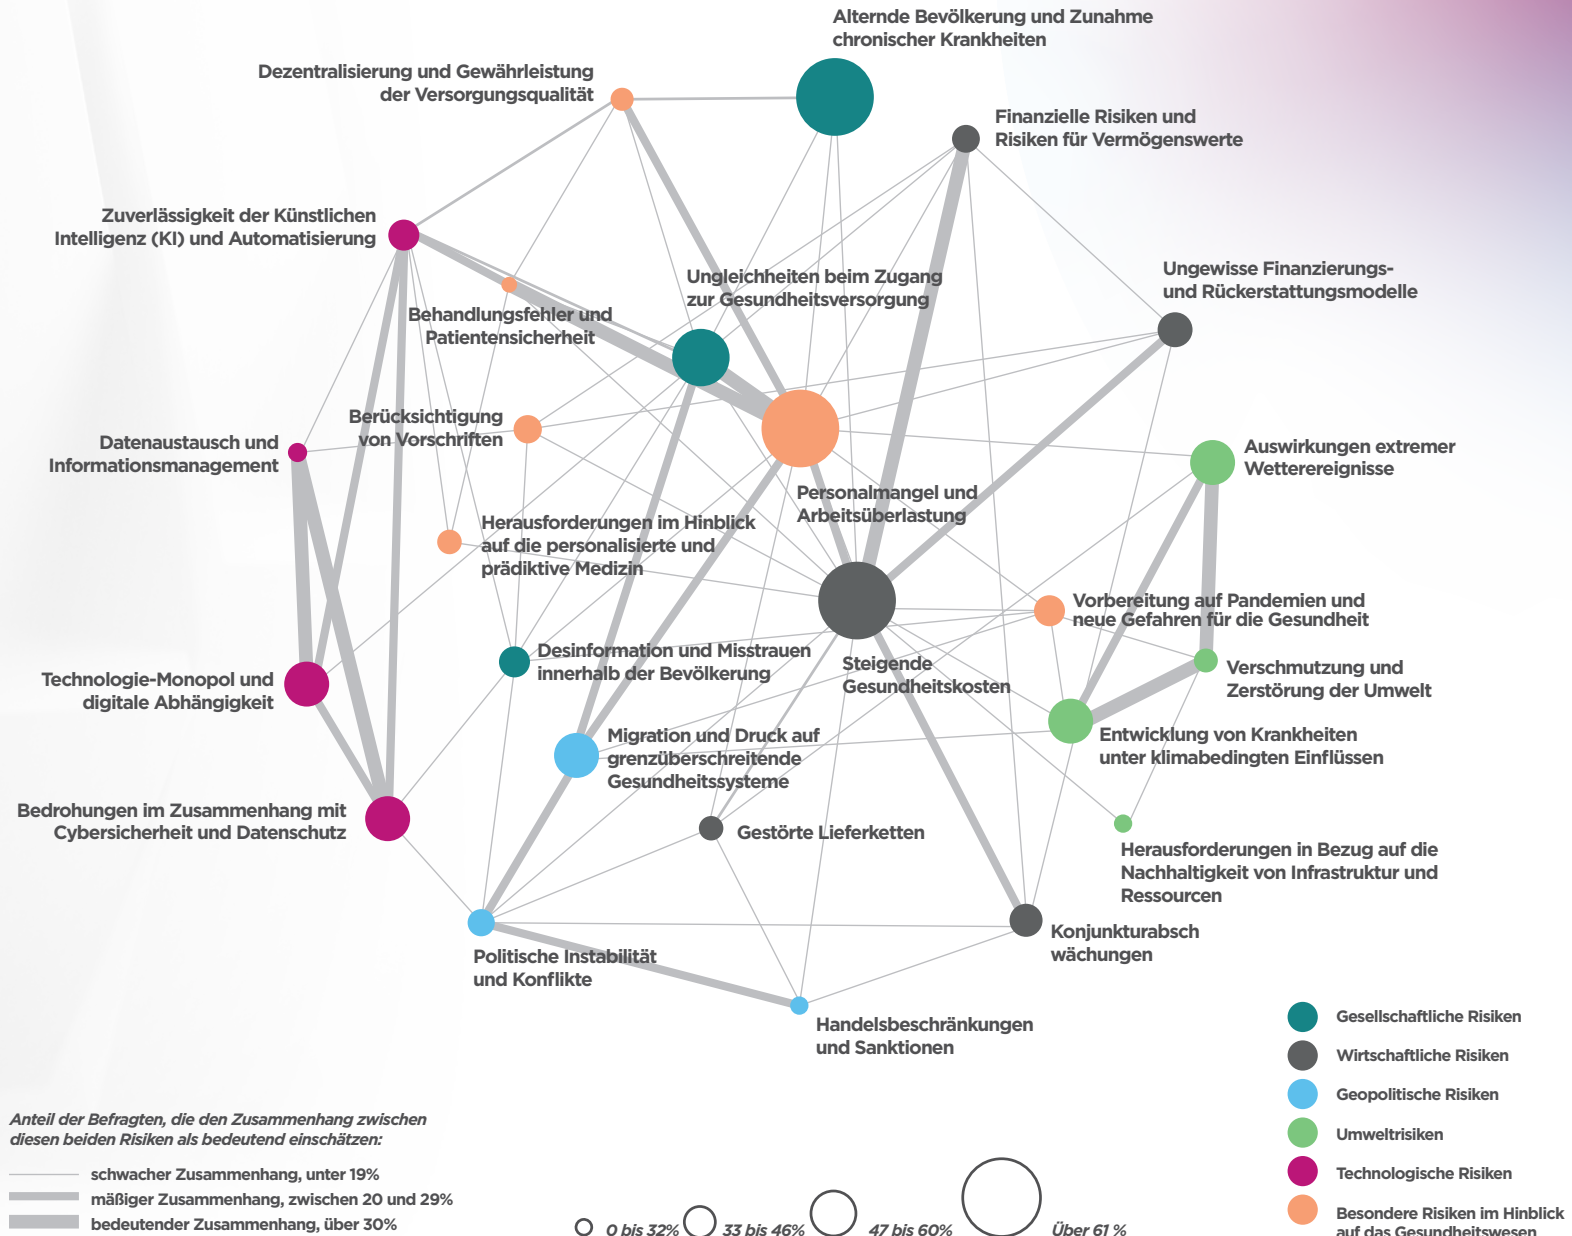 Alternde Bevölkerung und Zunahme
chronischer Krankheiten
Dezentralisierung und Gewährleistung
der Versorgungsqualität
Finanzielle Risiken und
Risiken für Vermögenswerte
Zuverlässigkeit der Künstlichen
Intelligenz (KI) und Automatisierung
Ungleichheiten beim Zugang
zur Gesundheitsversorgung
Ungewisse Finanzierungs-
und Rückerstattungsmodelle
Behandlungsfehler und
Patientensicherheit
Berücksichtigung
von Vorschriften
Datenaustausch und
Informationsmanagement
Auswirkungen extremer
Wetterereignisse
Personalmangel und
Arbeitsüberlastung
Herausforderungen im Hinblick
auf die personalisierte und
prädiktive Medizin
Vorbereitung auf Pandemien und
neue Gefahren für die Gesundheit
Desinformation und Misstrauen
innerhalb der Bevölkerung
Steigende
Gesundheitskosten
Verschmutzung und
Zerstörung der Umwelt
Technologie-Monopol und
digitale Abhängigkeit
Migration und Druck auf
grenzüberschreitende
Gesundheitssysteme
Entwicklung von Krankheiten
unter klimabedingten Einflüssen
Bedrohungen im Zusammenhang mit
Cybersicherheit und Datenschutz
Gestörte Lieferketten
Herausforderungen in Bezug auf die
Nachhaltigkeit von Infrastruktur und
Ressourcen
Konjunkturabsch
wächungen
Politische Instabilität
und Konflikte
Handelsbeschränkungen
und Sanktionen
Gesellschaftliche Risiken
Wirtschaftliche Risiken
Geopolitische Risiken
Umweltrisiken
Technologische Risiken
Besondere Risiken im Hinblick
auf das Gesundheitswesen
Anteil der Befragten, die den Zusammenhang zwischen
diesen beiden Risiken als bedeutend einschätzen:
schwacher Zusammenhang, unter 19%
mäßiger Zusammenhang, zwischen 20 und 29%
bedeutender Zusammenhang, über 30%
0 bis 32%
33 bis 46%
47 bis 60%
Über 61 %